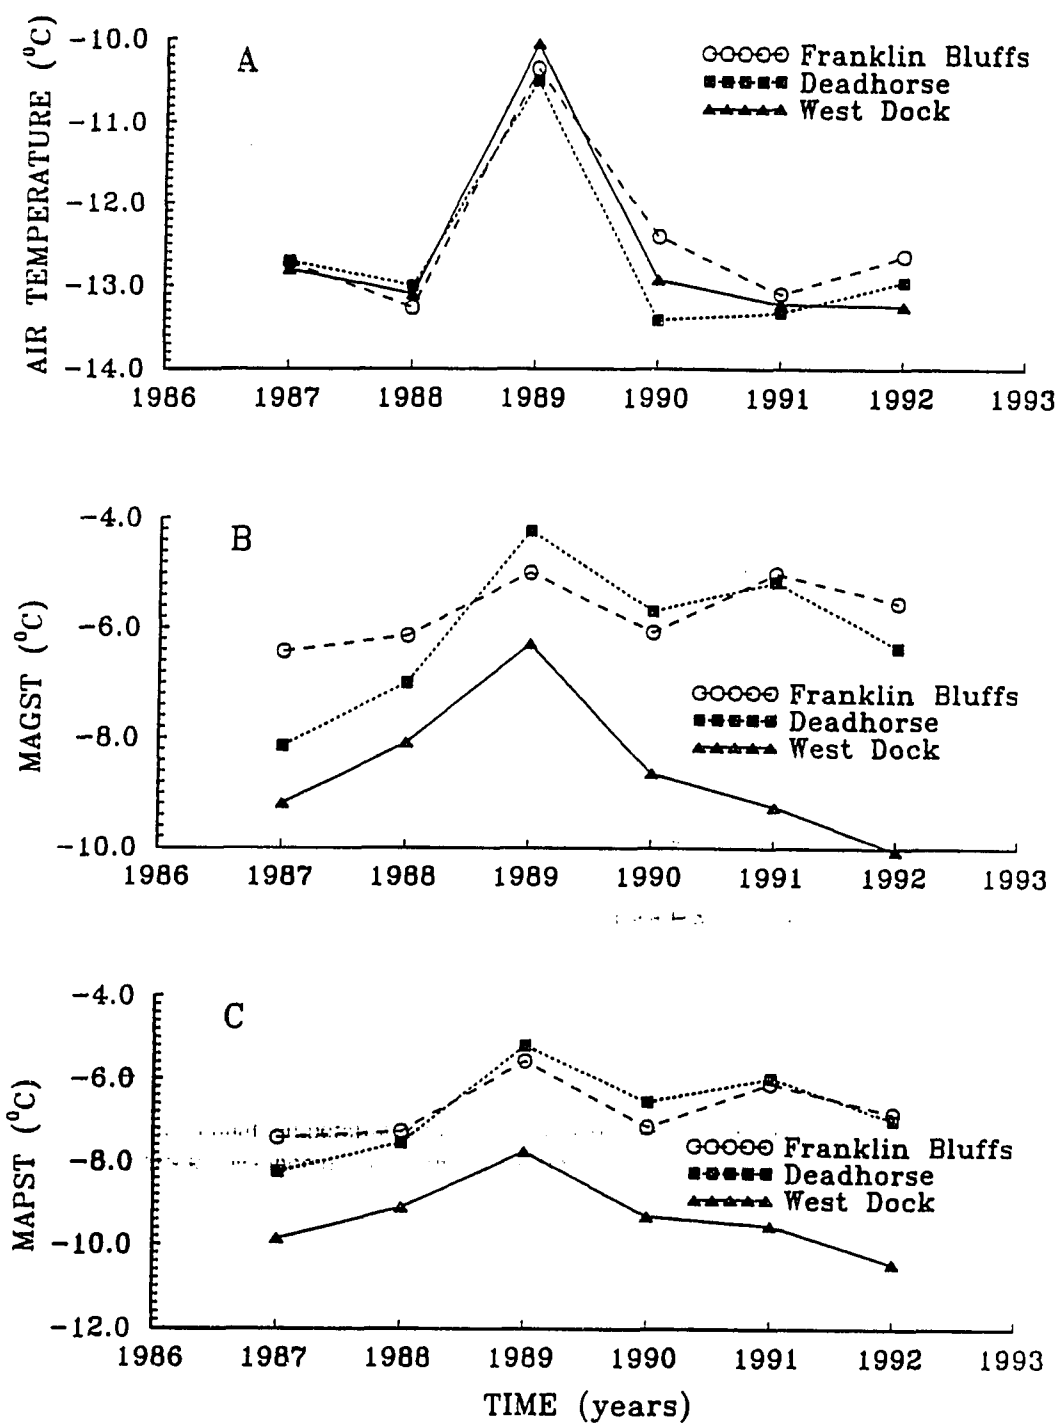 A
AIR TEMPERATURE (⁰C)
-10.0
-11.0
-12.0
-13.0
-14.0
Franklin Bluffs
Deadhorse
West Dock
1986 1987 1988 1989 1990 1991 1992 1993
B
MAGST (⁰C)
-4.0
-6.0
-8.0
-10.0
Franklin Bluffs
Deadhorse
West Dock
1986 1987 1988 1989 1990 1991 1992 1993
C
MAPST (⁰C)
-4.0
-6.0
-8.0
-10.0
-12.0
Franklin Bluffs
Deadhorse
West Dock
1986 1987 1988 1989 1990 1991 1992 1993
TIME (years)